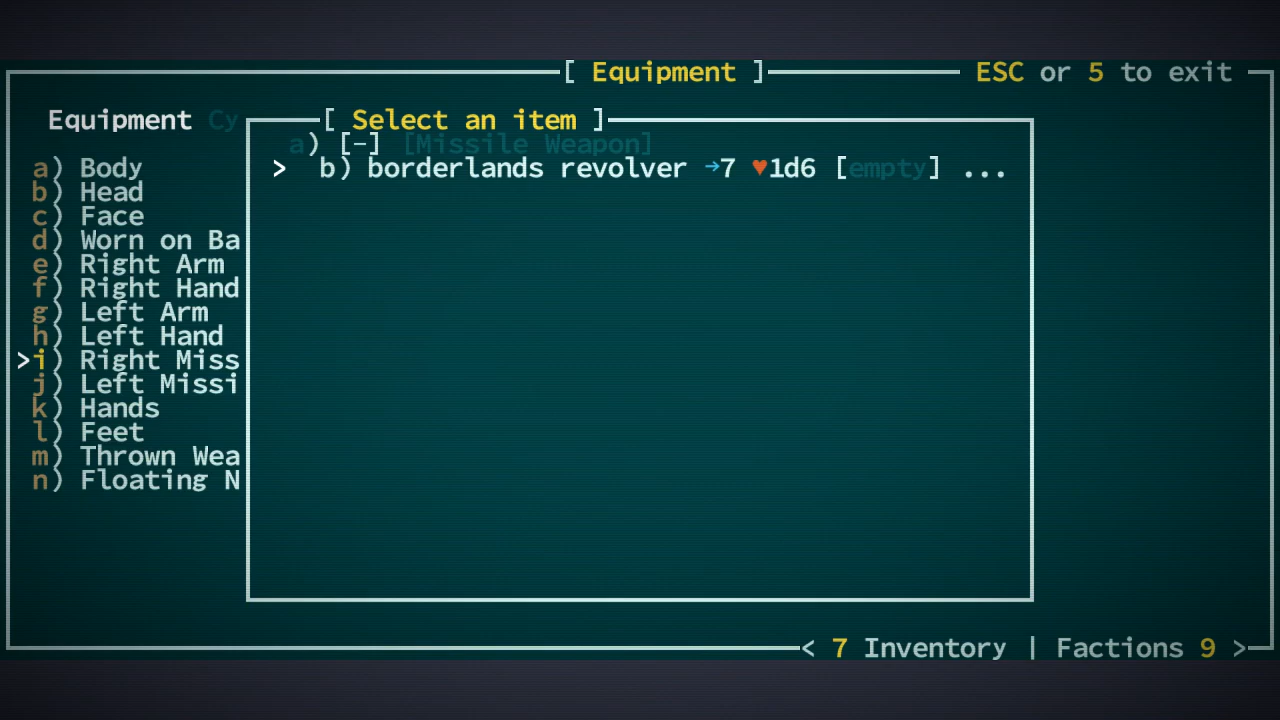 [ Equipment ] ESC or 5 to exit
Equipment Cy
[ Select an item ]
a) [-] [Missile Weapon]
> b) borderlands revolver →7 ♥1d6 [empty] ...
a) Body
b) Head
c) Face
d) Worn on Ba
e) Right Arm
f) Right Hand
g) Left Arm
h) Left Hand
>i) Right Miss
j) Left Missi
k) Hands
l) Feet
m) Thrown Wea
n) Floating N
< 7 Inventory | Factions 9 >